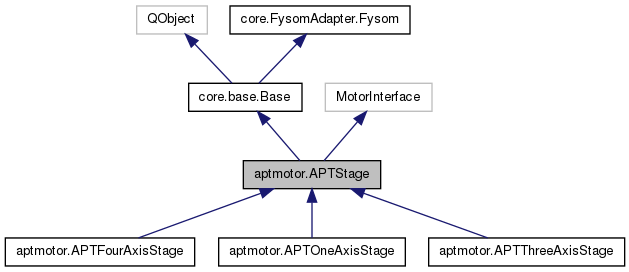 QObject
core.FysomAdapter.Fysom
core.base.Base
MotorInterface
aptmotor.APTStage
aptmotor.APTFourAxisStage
aptmotor.APTOneAxisStage
aptmotor.APTThreeAxisStage